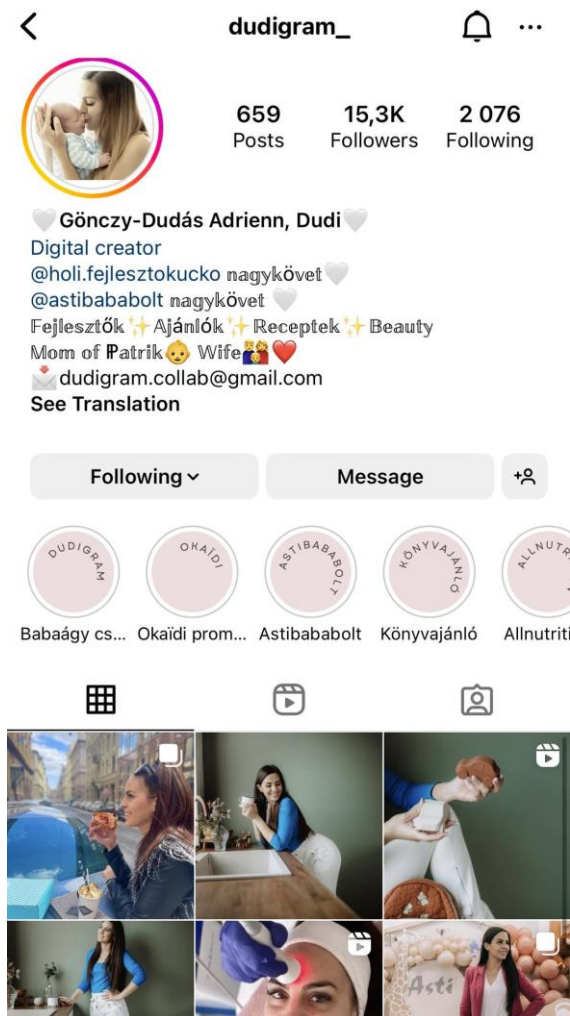 dudigram_
659
15,3K
2 076
Posts
Followers
Following
🤍Gönczy-Dudás Adrienn, Dudi🤍
Digital creator
@holi.fejlesztokucko 𝕟𝕒𝕘𝕪𝕜ö𝕧𝕖𝕥🤍
@astibababolt 𝕟𝕒𝕘𝕪𝕜ö𝕧𝕖𝕥 🤍
𝔽𝕖𝕛𝕝𝕖𝕤𝕫𝕥ő𝕜✨𝔸𝕛á𝕟𝕝ó𝕜✨ℝ𝕖𝕔𝕖𝕡𝕥𝕖𝕜✨𝔹𝕖𝕒𝕦𝕥𝕪
𝕄𝕠𝕞 𝕠𝕗 ℙ𝕒𝕥𝕣𝕚𝕜👶 𝕎𝕚𝕗𝕖👨‍👩‍👦❤️
📩dudigram.collab@gmail.com
See Translation
Following
Message
DUDIGRAM
OKAÏDI
ASTIBABABOLT
KÖNYVAJÁNLÓ
Babaágy cs...
Okaïdi prom...
Astibababolt
Könyvajánló
Asti